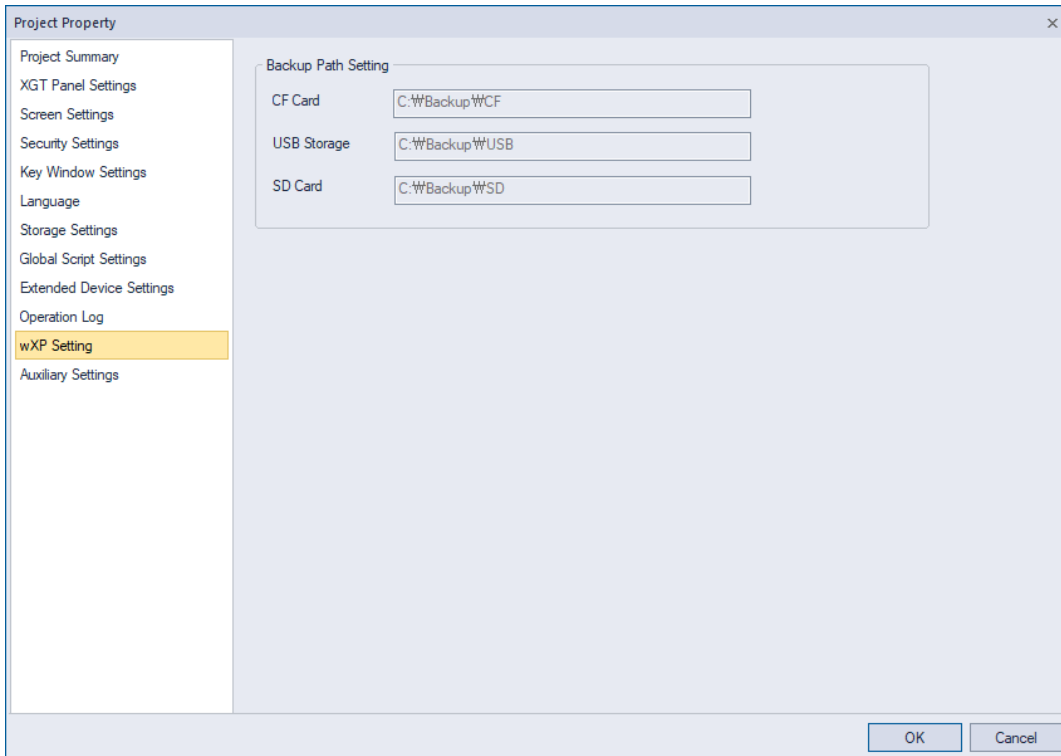 Project Property
Project Summary
XGT Panel Settings
Screen Settings
Security Settings
Key Window Settings
Language
Storage Settings
Global Script Settings
Extended Device Settings
Operation Log
wXP Setting
Auxiliary Settings
Backup Path Setting
CF Card C:₩Backup₩CF
USB Storage C:₩Backup₩USB
SD Card C:₩Backup₩SD
OK Cancel